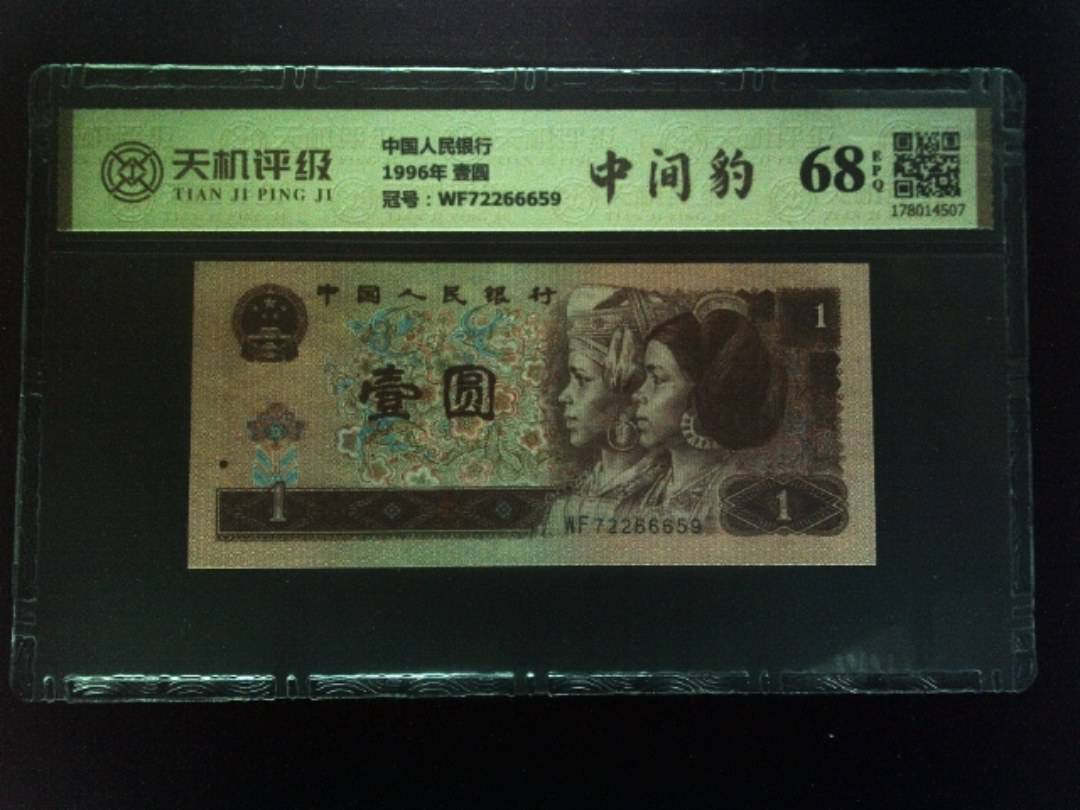 天机评级
TIAN JI PING JI
中国人民银行
1996年 壹圆
冠号：WF72266659
中间豹
68
EPQ
178014507
中国人民银行
1
壹圆
1
1
WF72266659